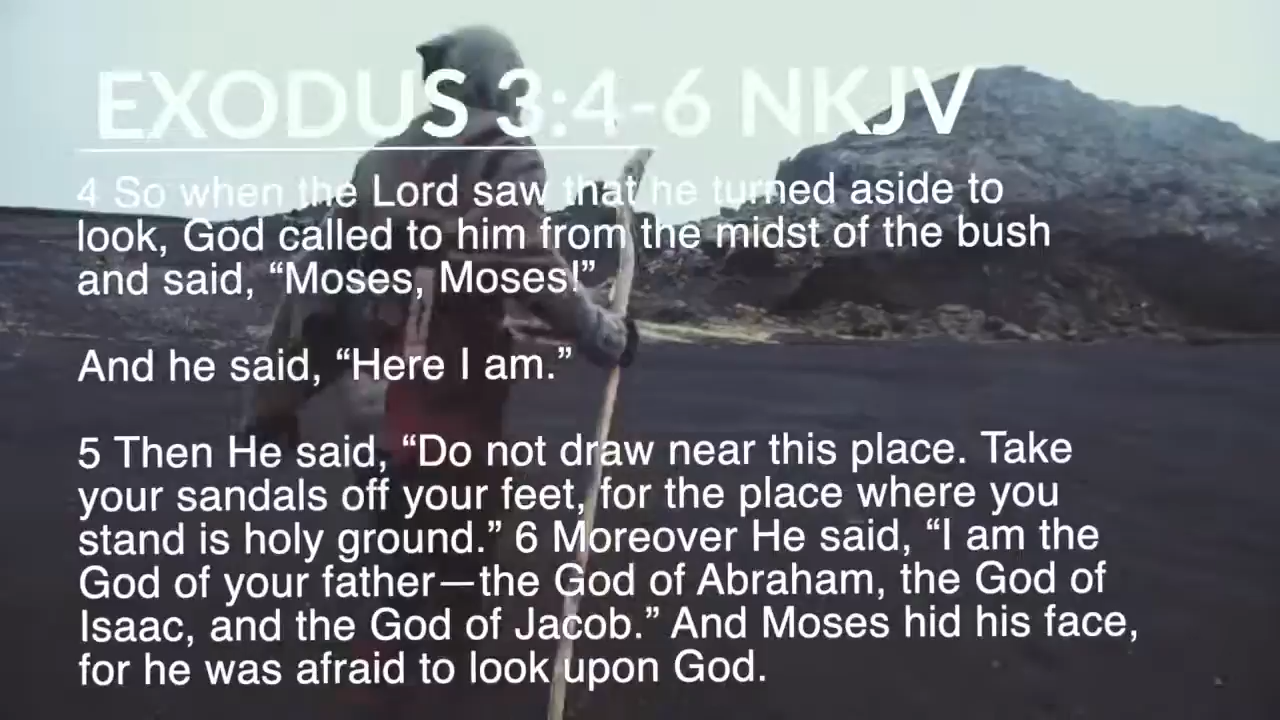 EXODUS 3:4-6 NKJV
4 So when the Lord saw that he turned aside to
look, God called to him from the midst of the bush
and said, “Moses, Moses!”
And he said, “Here I am.”
5 Then He said, “Do not draw near this place. Take
your sandals off your feet, for the place where you
stand is holy ground.” 6 Moreover He said, “I am the
God of your father—the God of Abraham, the God of
Isaac, and the God of Jacob.” And Moses hid his face,
for he was afraid to look upon God.